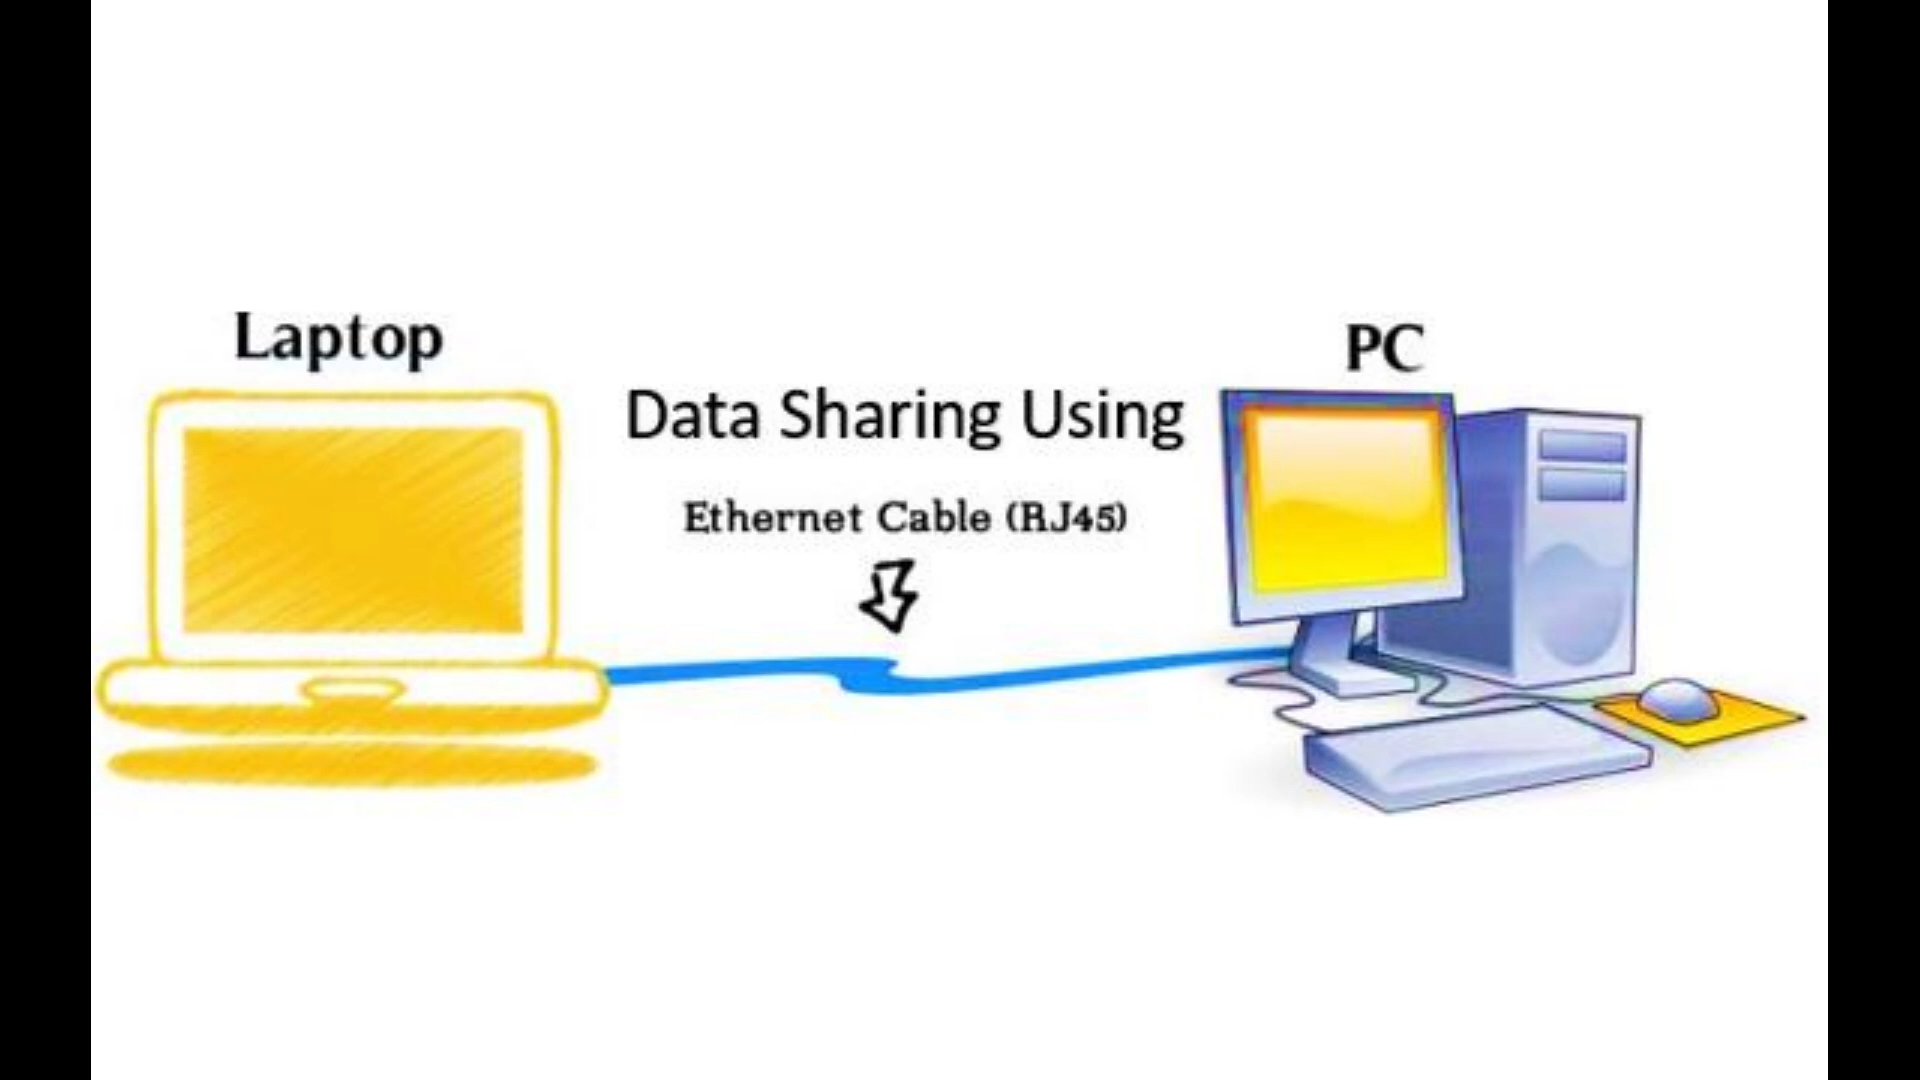 Laptop
PC
Data Sharing Using
Ethernet Cable (RJ45)